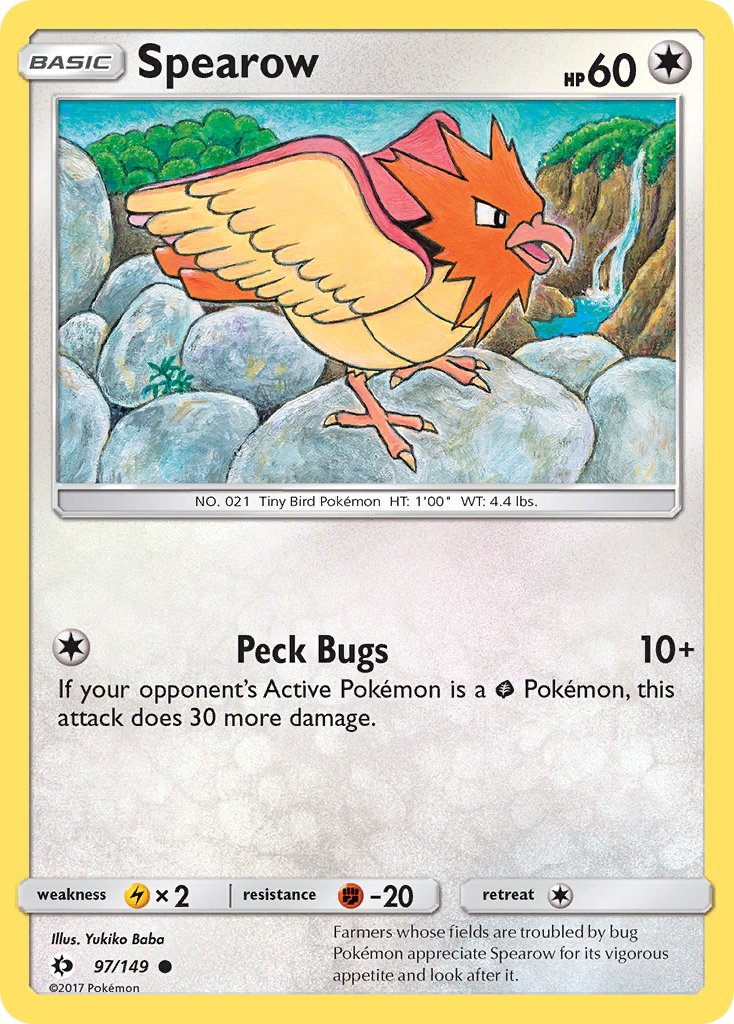 BASIC Spearow HP 60
NO. 021 Tiny Bird Pokémon HT: 1'00" WT: 4.4 lbs.
Peck Bugs 10+
If your opponent's Active Pokémon is a Pokémon, this
attack does 30 more damage.
weakness × 2 resistance -20 retreat
Illus. Yukiko Baba
97/149
©2017 Pokémon
Farmers whose fields are troubled by bug
Pokémon appreciate Spearow for its vigorous
appetite and look after it.